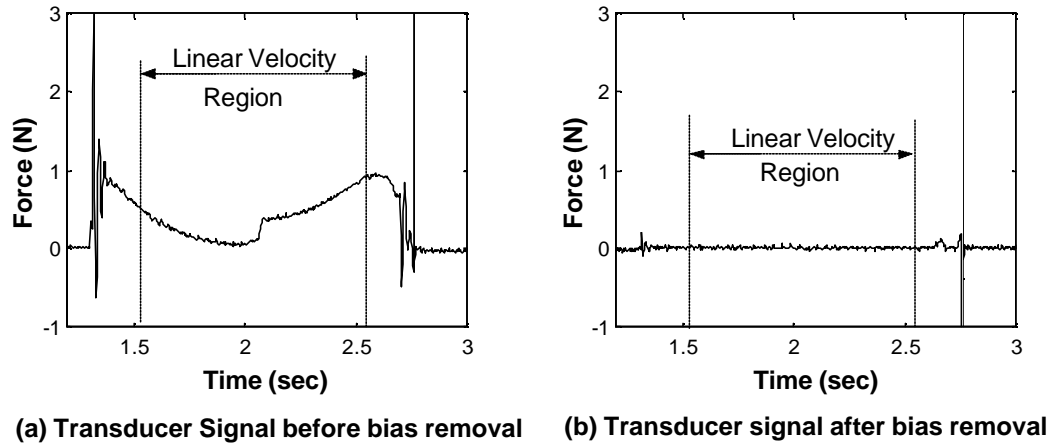 3
2
1
0
-1
Force (N)
Linear Velocity
Region
1.5
2
2.5
3
Time (sec)
(a) Transducer Signal before bias removal
3
2
1
0
-1
Force (N)
Linear Velocity
Region
1.5
2
2.5
3
Time (sec)
(b) Transducer signal after bias removal